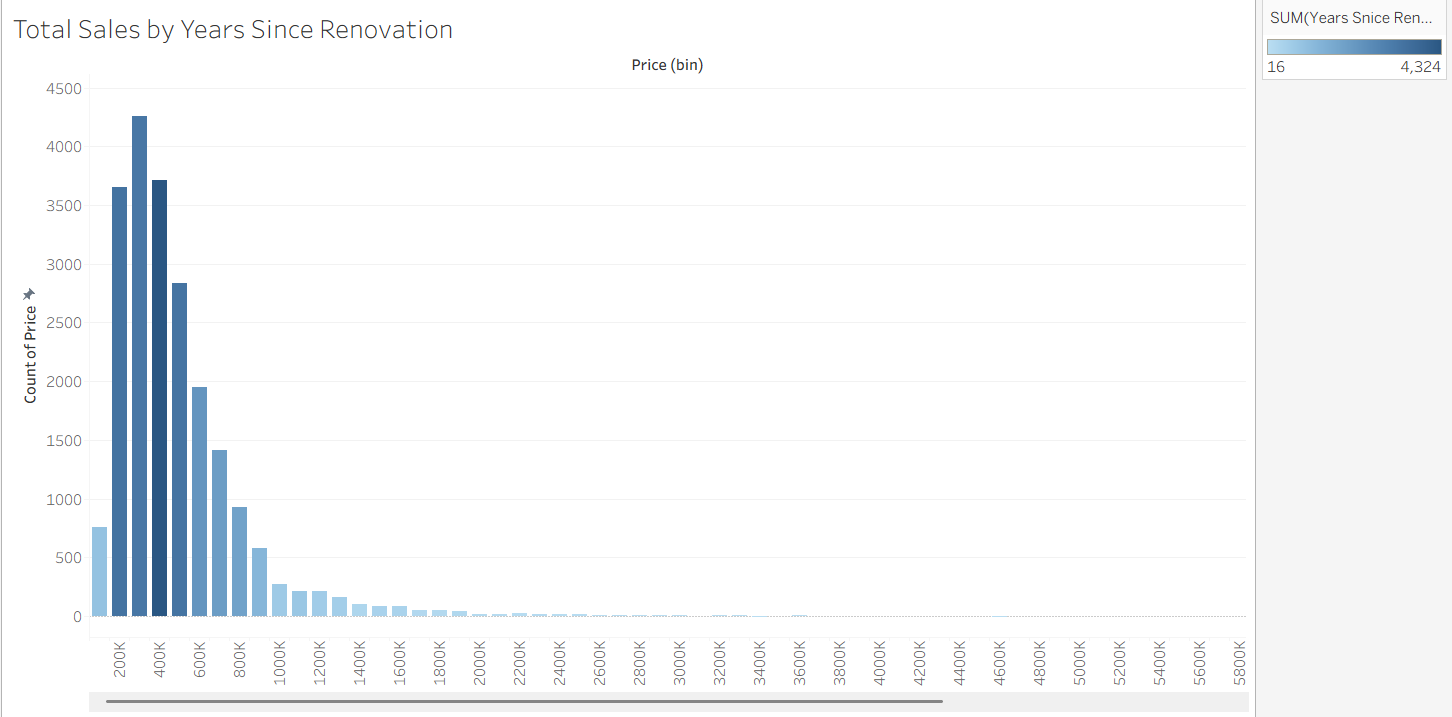 Total Sales by Years Since Renovation
SUM(Years Snice Ren...
16 4,324
Price (bin)
Count of Price
4500
4000
3500
3000
2500
2000
1500
1000
500
0
200K
400K
600K
800K
1000K
1200K
1400K
1600K
1800K
2000K
2200K
2400K
2600K
2800K
3000K
3200K
3400K
3600K
3800K
4000K
4200K
4400K
4600K
4800K
5000K
5200K
5400K
5600K
5800K